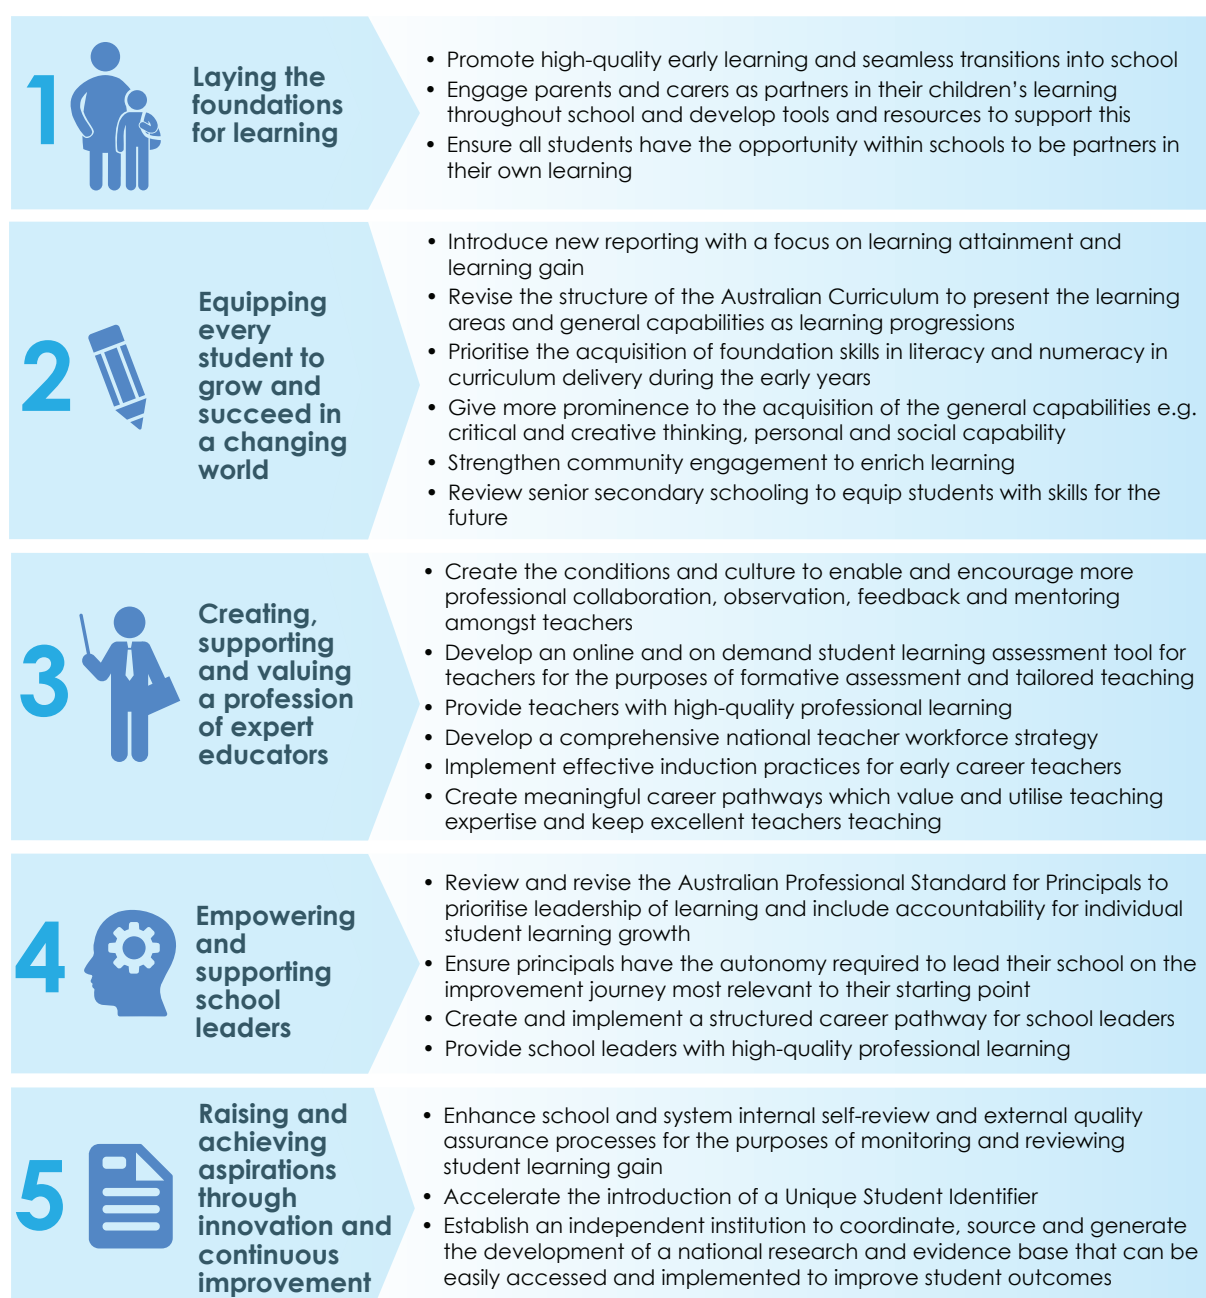 1
Laying the
foundations
for learning
• Promote high-quality early learning and seamless transitions into school
• Engage parents and carers as partners in their children’s learning
throughout school and develop tools and resources to support this
• Ensure all students have the opportunity within schools to be partners in
their own learning
2
Equipping
every
student to
grow and
succeed in
a changing
world
• Introduce new reporting with a focus on learning attainment and
learning gain
• Revise the structure of the Australian Curriculum to present the learning
areas and general capabilities as learning progressions
• Prioritise the acquisition of foundation skills in literacy and numeracy in
curriculum delivery during the early years
• Give more prominence to the acquisition of the general capabilities e.g.
critical and creative thinking, personal and social capability
• Strengthen community engagement to enrich learning
• Review senior secondary schooling to equip students with skills for the
future
3
Creating,
supporting
and valuing
a profession
of expert
educators
• Create the conditions and culture to enable and encourage more
professional collaboration, observation, feedback and mentoring
amongst teachers
• Develop an online and on demand student learning assessment tool for
teachers for the purposes of formative assessment and tailored teaching
• Provide teachers with high-quality professional learning
• Develop a comprehensive national teacher workforce strategy
• Implement effective induction practices for early career teachers
• Create meaningful career pathways which value and utilise teaching
expertise and keep excellent teachers teaching
4
Empowering
and
supporting
school
leaders
• Review and revise the Australian Professional Standard for Principals to
prioritise leadership of learning and include accountability for individual
student learning growth
• Ensure principals have the autonomy required to lead their school on the
improvement journey most relevant to their starting point
• Create and implement a structured career pathway for school leaders
• Provide school leaders with high-quality professional learning
5
Raising and
achieving
aspirations
through
innovation and
continuous
improvement
• Enhance school and system internal self-review and external quality
assurance processes for the purposes of monitoring and reviewing
student learning gain
• Accelerate the introduction of a Unique Student Identifier
• Establish an independent institution to coordinate, source and generate
the development of a national research and evidence base that can be
easily accessed and implemented to improve student outcomes